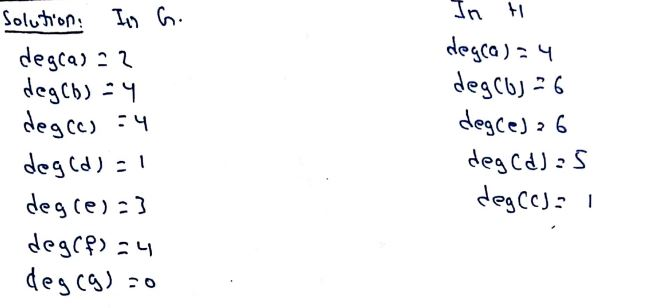 Solution: In G.
deg(a) = 2
deg(b) = 4
deg(c) = 4
deg(d) = 1
deg(e) = 3
deg(f) = 4
deg(g) = 0
In H
deg(a) = 4
deg(b) = 6
deg(e) = 6
deg(d) = 5
deg(c) = 1